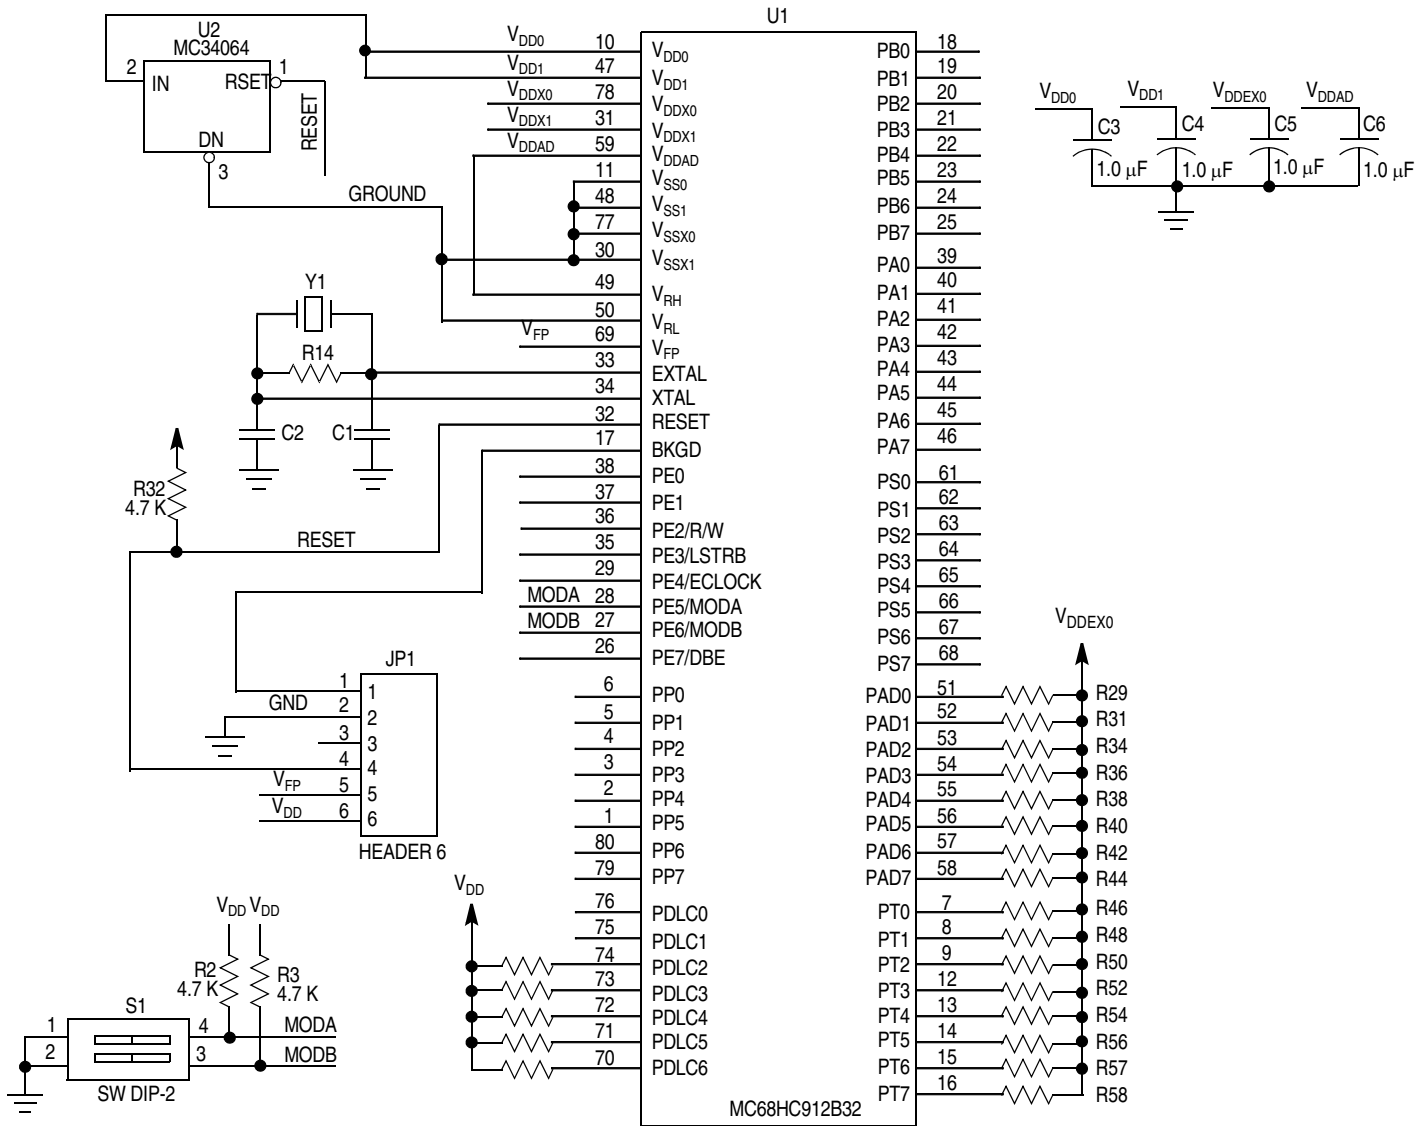 U1
U2
MC34064
2
IN
RSET
1
DN
3
RESET
GROUND
VDD0 10 VDD0
VDD1 47 VDD1
VDDX0 78 VDDX0
VDDX1 31 VDDX1
VDDAD 59 VDDAD
11 VSS0
48 VSS1
77 VSSX0
30 VSSX1
49 VRH
50 VRL
VFP 69 VFP
33 EXTAL
34 XTAL
32 RESET
17 BKGD
38 PE0
37 PE1
36 PE2/R/W
35 PE3/LSTRB
29 PE4/ECLOCK
MODA 28 PE5/MODA
MODB 27 PE6/MODB
26 PE7/DBE
6 PP0
5 PP1
4 PP2
3 PP3
2 PP4
1 PP5
80 PP6
79 PP7
76 PDLC0
75 PDLC1
74 PDLC2
73 PDLC3
72 PDLC4
71 PDLC5
70 PDLC6
VDD
PB0 18
PB1 19
PB2 20
PB3 21
PB4 22
PB5 23
PB6 24
PB7 25
PA0 39
PA1 40
PA2 41
PA3 42
PA4 43
PA5 44
PA6 45
PA7 46
PS0 61
PS1 62
PS2 63
PS3 64
PS4 65
PS5 66
PS6 67
PS7 68
VDDEX0
PAD0 51 R29
PAD1 52 R31
PAD2 53 R34
PAD3 54 R36
PAD4 55 R38
PAD5 56 R40
PAD6 57 R42
PAD7 58 R44
PT0 7 R46
PT1 8 R48
PT2 9 R50
PT3 12 R52
PT4 13 R54
PT5 14 R56
PT6 15 R57
PT7 16 R58
MC68HC912B32
VDD0 VDD1 VDDEX0 VDDAD
C3 C4 C5 C6
1.0 µF 1.0 µF 1.0 µF 1.0 µF
Y1
R14
C2 C1
R32
4.7 K
RESET
JP1
1 1
GND 2 2
3 3
4 4
VFP 5 5
VDD 6 6
HEADER 6
VDD VDD
R2
4.7 K
R3
4.7 K
S1
1 4 MODA
2 3 MODB
SW DIP-2